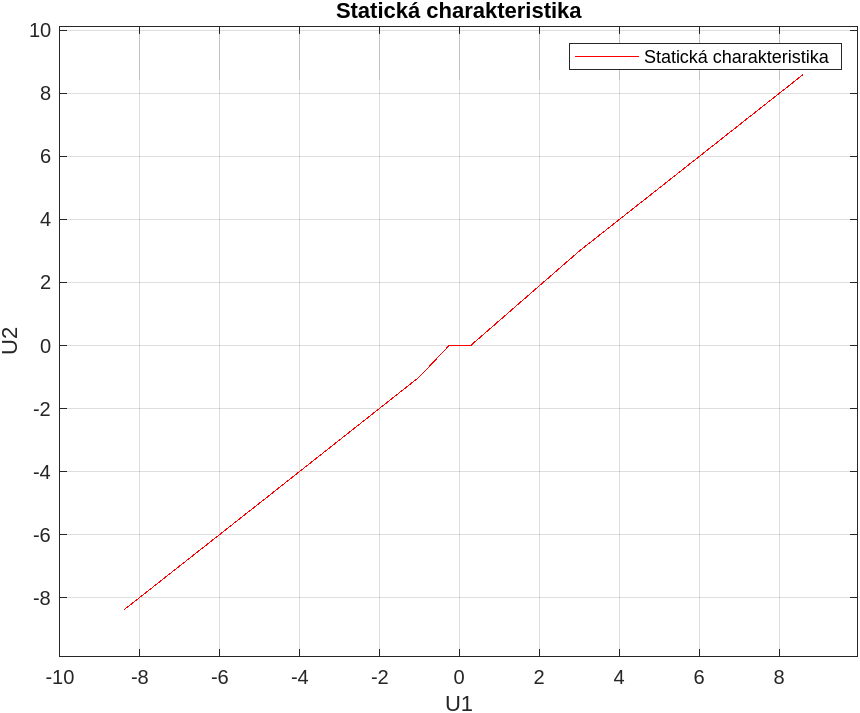 Statická charakteristika
Statická charakteristika
10
8
6
4
2
0
-2
-4
-6
-8
U2
-10 -8 -6 -4 -2 0 2 4 6 8
U1